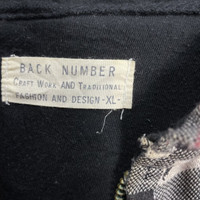 BACK NUMBER
CRAFT WORK AND TRADITIONAL
FASHION AND DESIGN -XL-